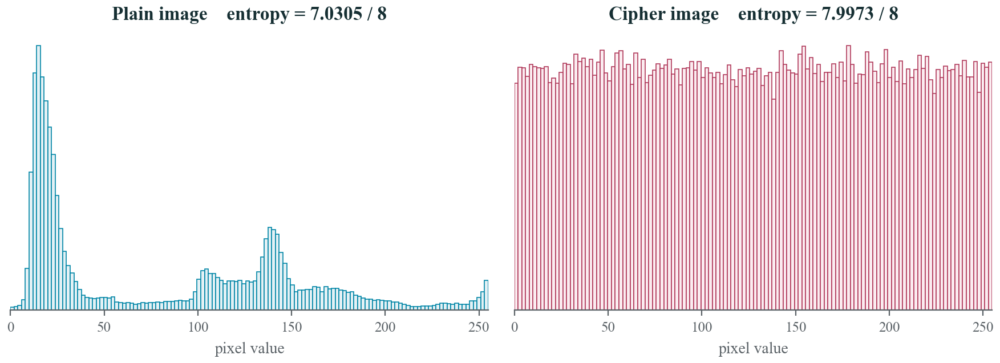 Plain image    entropy = 7.0305 / 8
0 50 100 150 200 250
pixel value
Cipher image    entropy = 7.9973 / 8
0 50 100 150 200 250
pixel value